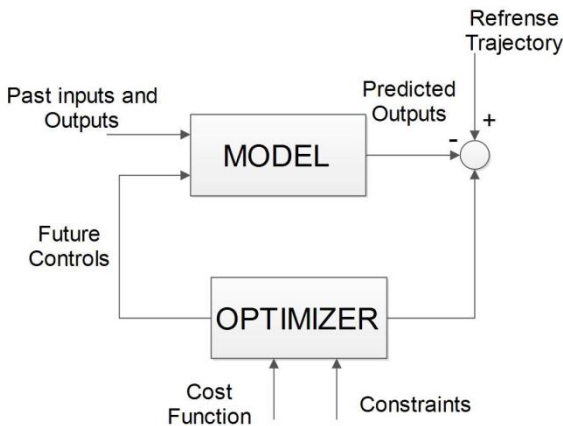 Refrense
Trajectory
Past inputs and
Outputs
Predicted
Outputs
+
-
MODEL
Future
Controls
OPTIMIZER
Cost
Function
Constraints